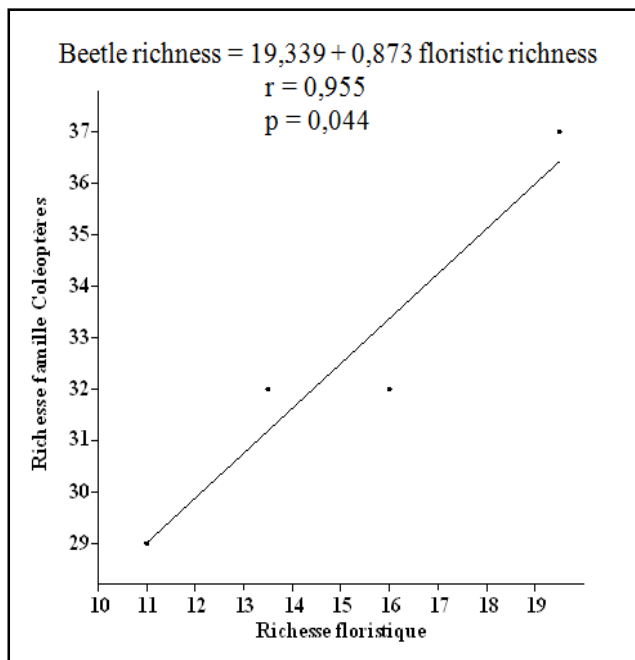 Beetle richness = 19,339 + 0,873 floristic richness
r = 0,955
p = 0,044
Richesse famille Coléoptères
37
36
35
34
33
32
31
30
29
10 11 12 13 14 15 16 17 18 19
Richesse floristique